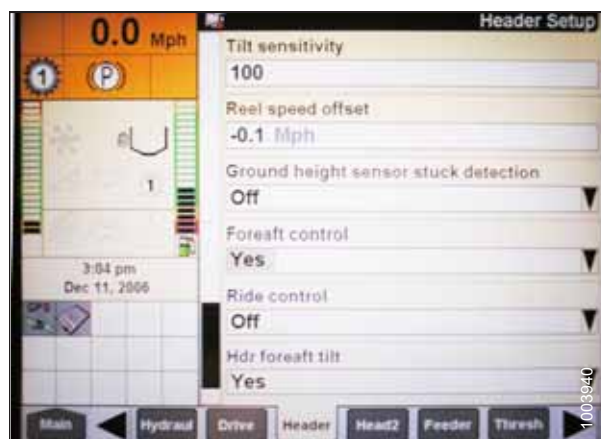 0.0 Mph
Header Setup
Tilt sensitivity
100
Reel speed offset
-0.1 Mph
Ground height sensor stuck detection
Off
Foreaft control
Yes
Ride control
Off
Hdr foreaft tilt
Yes
1
P
1
3:04 pm
Dec 11, 2006
GPS
Main
Hydraul
Drive
Header
Head2
Feeder
Thresh
1003940